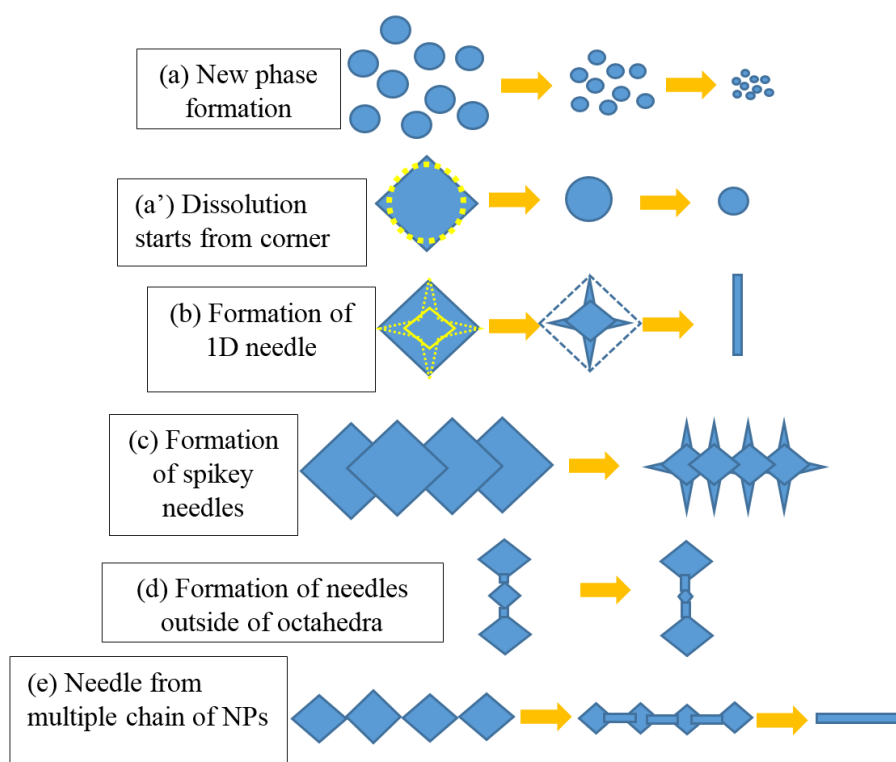 (a) New phase
formation
(a’) Dissolution
starts from corner
(b) Formation of
1D needle
(c) Formation
of spikey
needles
(d) Formation of needles
outside of octahedra
(e) Needle from
multiple chain of NPs